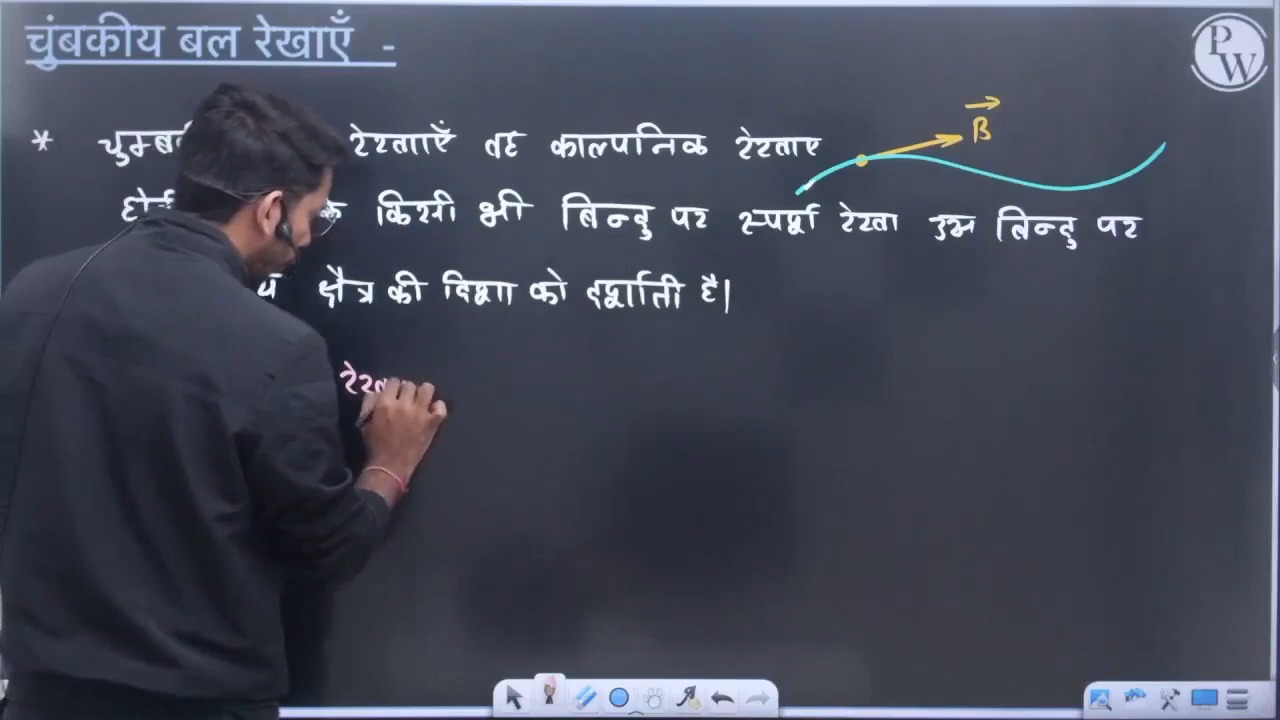 चुंबकीय बल रेखाएँ -
PW
B
* रेखाएँ वह काल्पनिक रेखाए
किसी भी बिन्दु पर स्पर्श रेखा उस बिन्दु पर
क्षैत्र की दिशा को दर्शाती है।